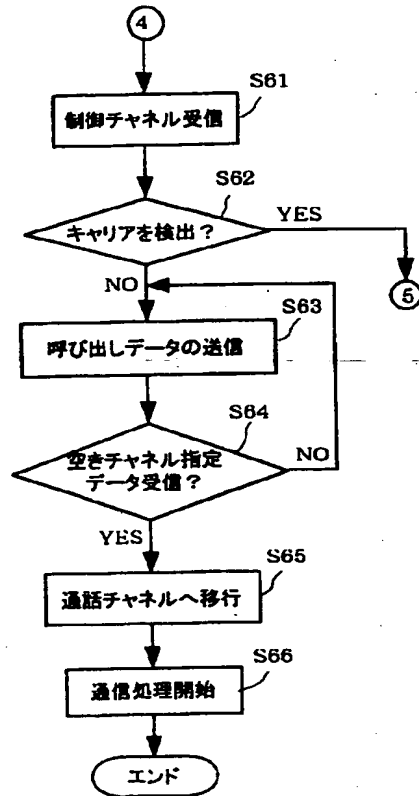 4
S61
制御チャネル受信
S62
キャリアを検出？
YES
NO
5
S63
呼び出しデータの送信
S64
空きチャネル指定
データ受信？
NO
YES
S65
通話チャネルへ移行
S66
通信処理開始
エンド